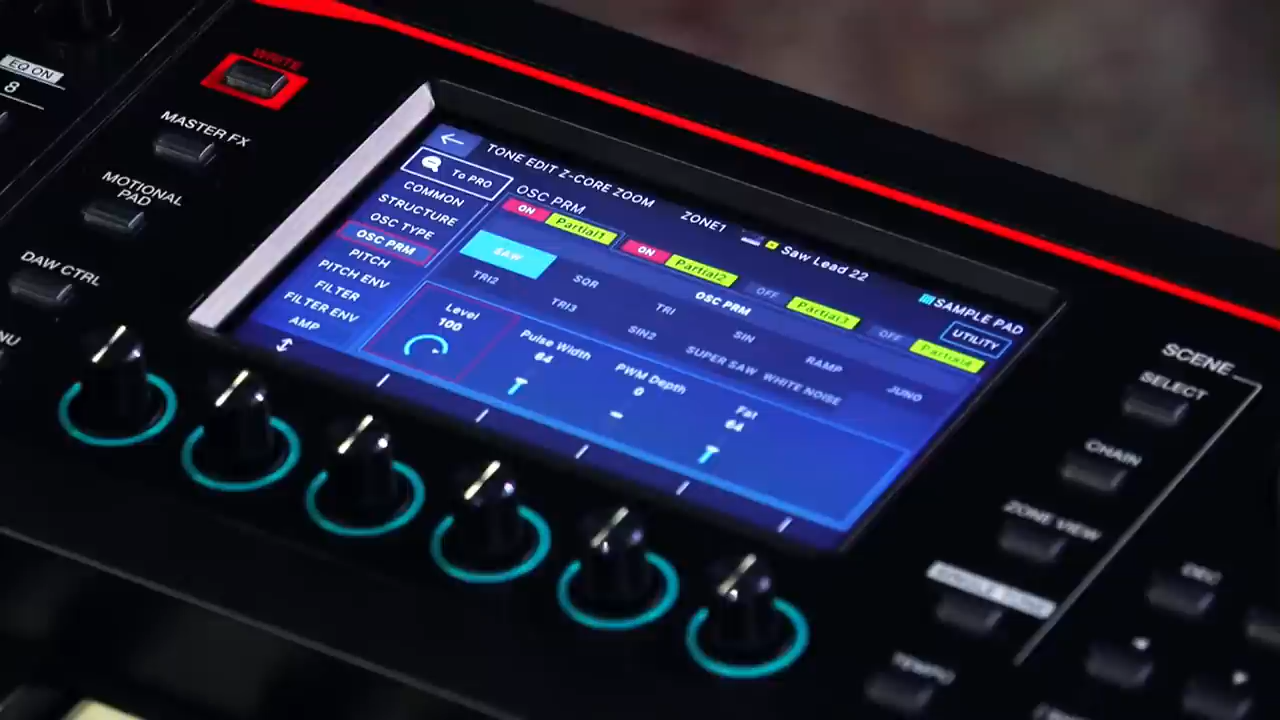 WRITE
EQ ON
8
MASTER FX
MOTIONAL
PAD
DAW CTRL
TONE EDIT Z-CORE ZOOM
ZONE1
Saw Lead 22
SAMPLE PAD
UTILITY
To PRO
COMMON
STRUCTURE
OSC TYPE
OSC PRM
PITCH
PITCH ENV
FILTER
FILTER ENV
AMP
OSC PRM
ON Partial1
ON Partial2
OFF Partial3
OFF Partial4
OSC PRM
SAW
SQR
TRI
SIN
RAMP
JUNO
TRI2
TRI3
SIN2
SUPER SAW
WHITE NOISE
Level
100
Pulse Width
64
PWM Depth
0
Fat
64
SCENE
SELECT
CHAIN
ZONE VIEW
DEC
TEMPO